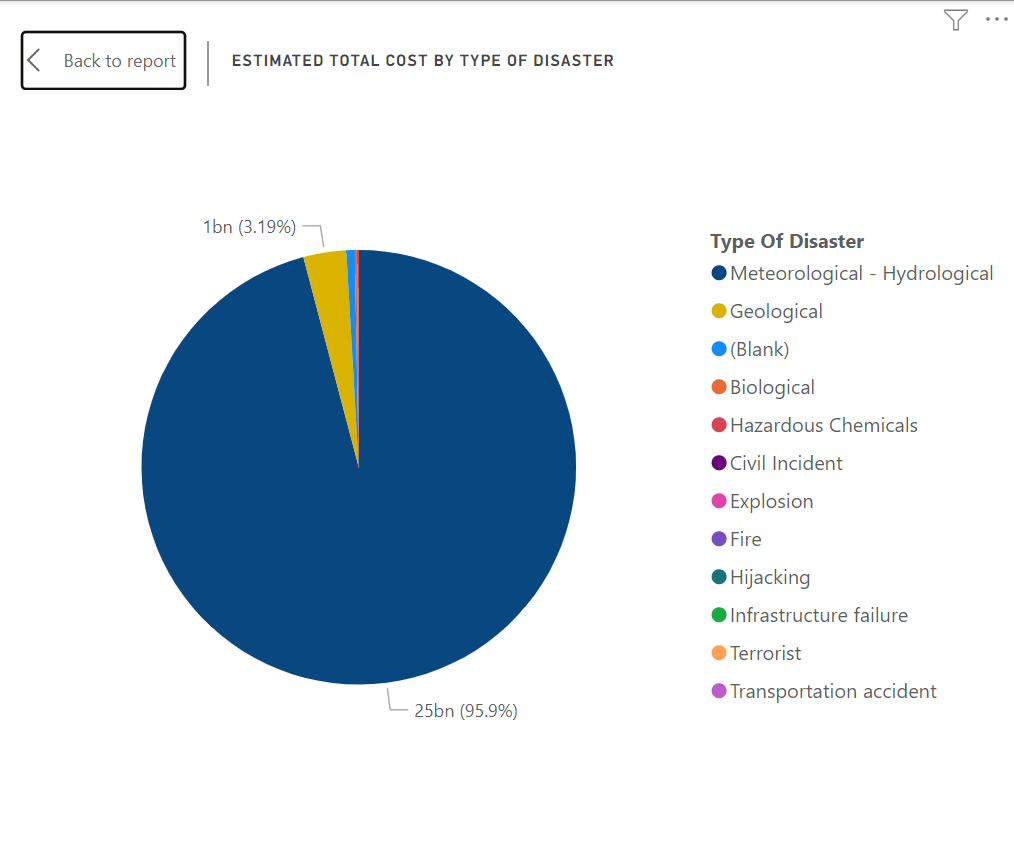 Back to report
ESTIMATED TOTAL COST BY TYPE OF DISASTER
1bn (3.19%)
25bn (95.9%)
Type Of Disaster
Meteorological - Hydrological
Geological
(Blank)
Biological
Hazardous Chemicals
Civil Incident
Explosion
Fire
Hijacking
Infrastructure failure
Terrorist
Transportation accident